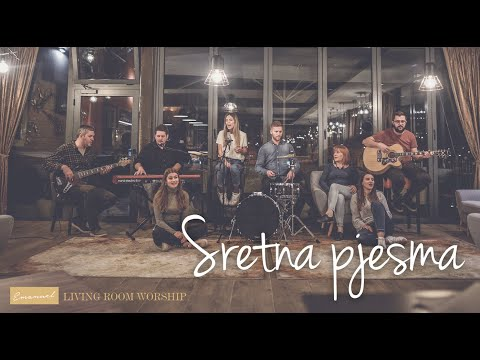 Sretna pjesma
Emanuel LIVING ROOM WORSHIP